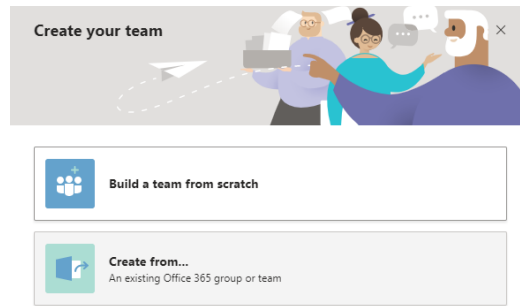 Create your team
Build a team from scratch
Create from...
An existing Office 365 group or team